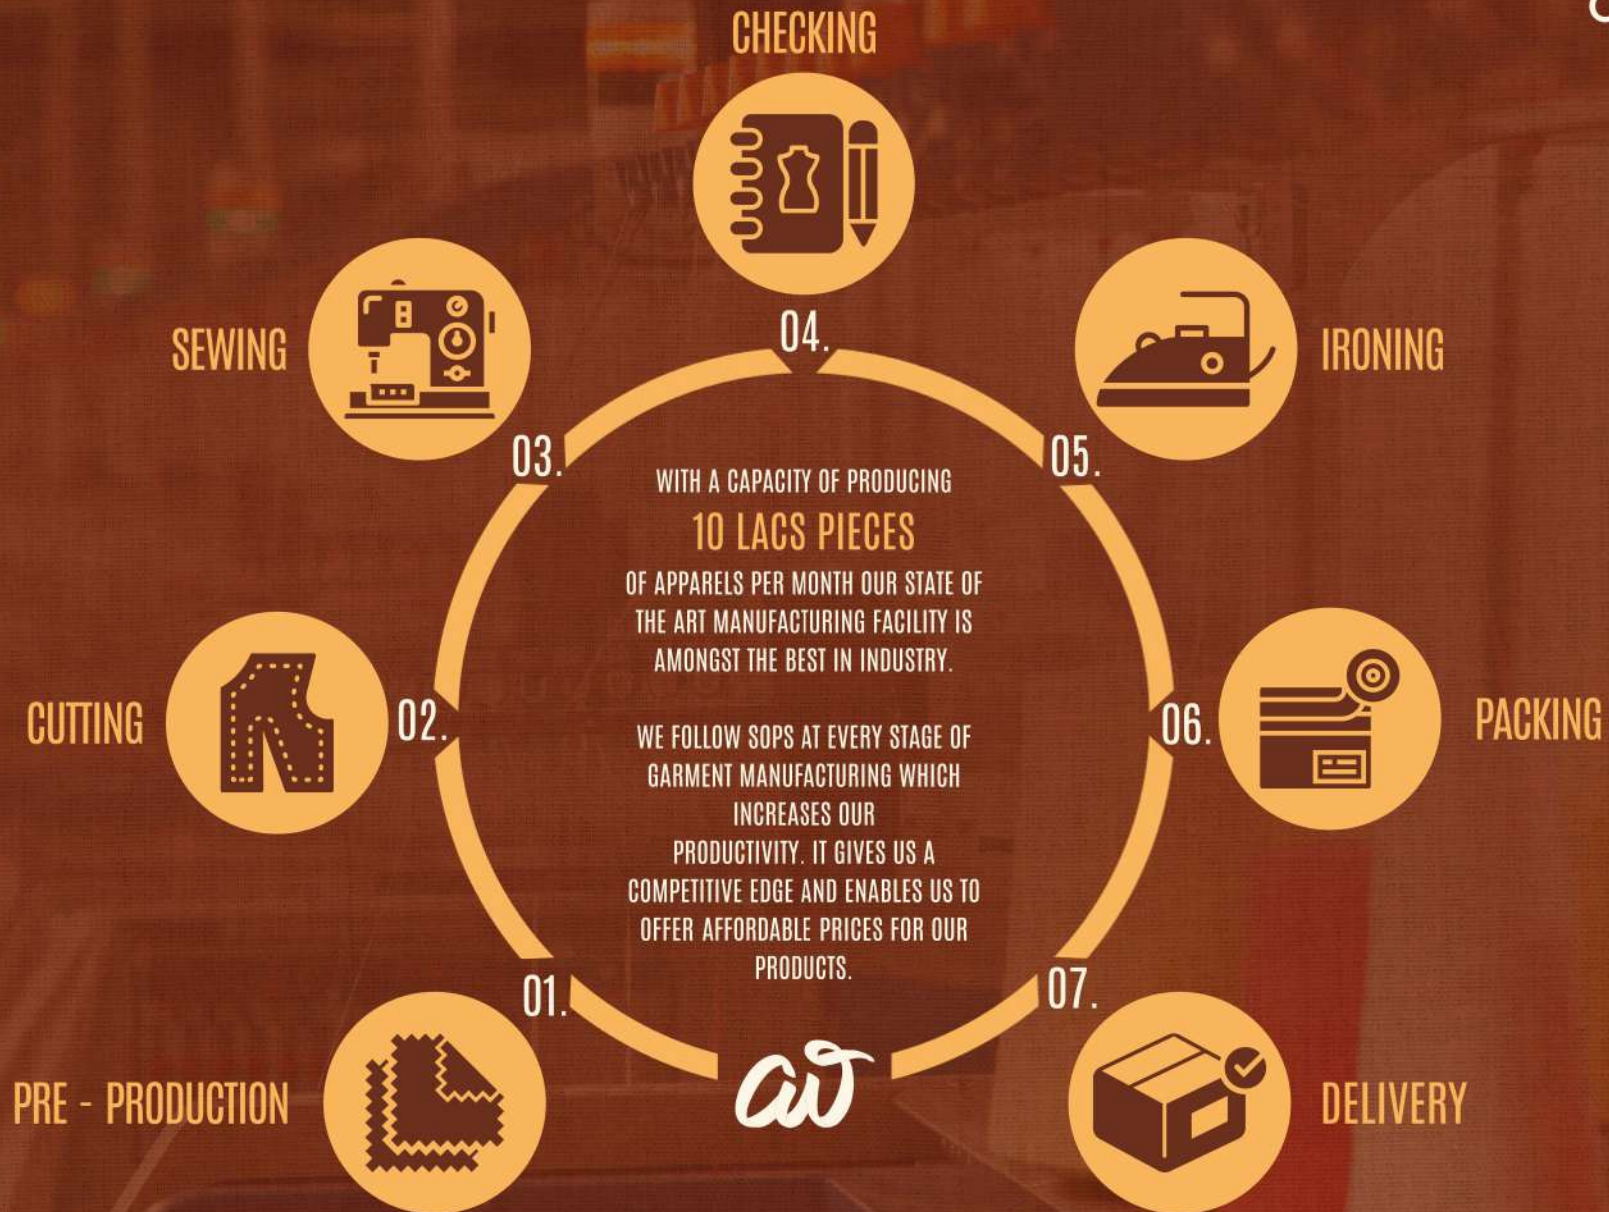 CHECKING
04.
SEWING
03.
IRONING
05.
CUTTING
02.
PACKING
06.
PRE - PRODUCTION
01.
DELIVERY
07.
WITH A CAPACITY OF PRODUCING
10 LACS PIECES
OF APPARELS PER MONTH OUR STATE OF
THE ART MANUFACTURING FACILITY IS
AMONGST THE BEST IN INDUSTRY.
WE FOLLOW SOPS AT EVERY STAGE OF
GARMENT MANUFACTURING WHICH
INCREASES OUR
PRODUCTIVITY. IT GIVES US A
COMPETITIVE EDGE AND ENABLES US TO
OFFER AFFORDABLE PRICES FOR OUR
PRODUCTS.